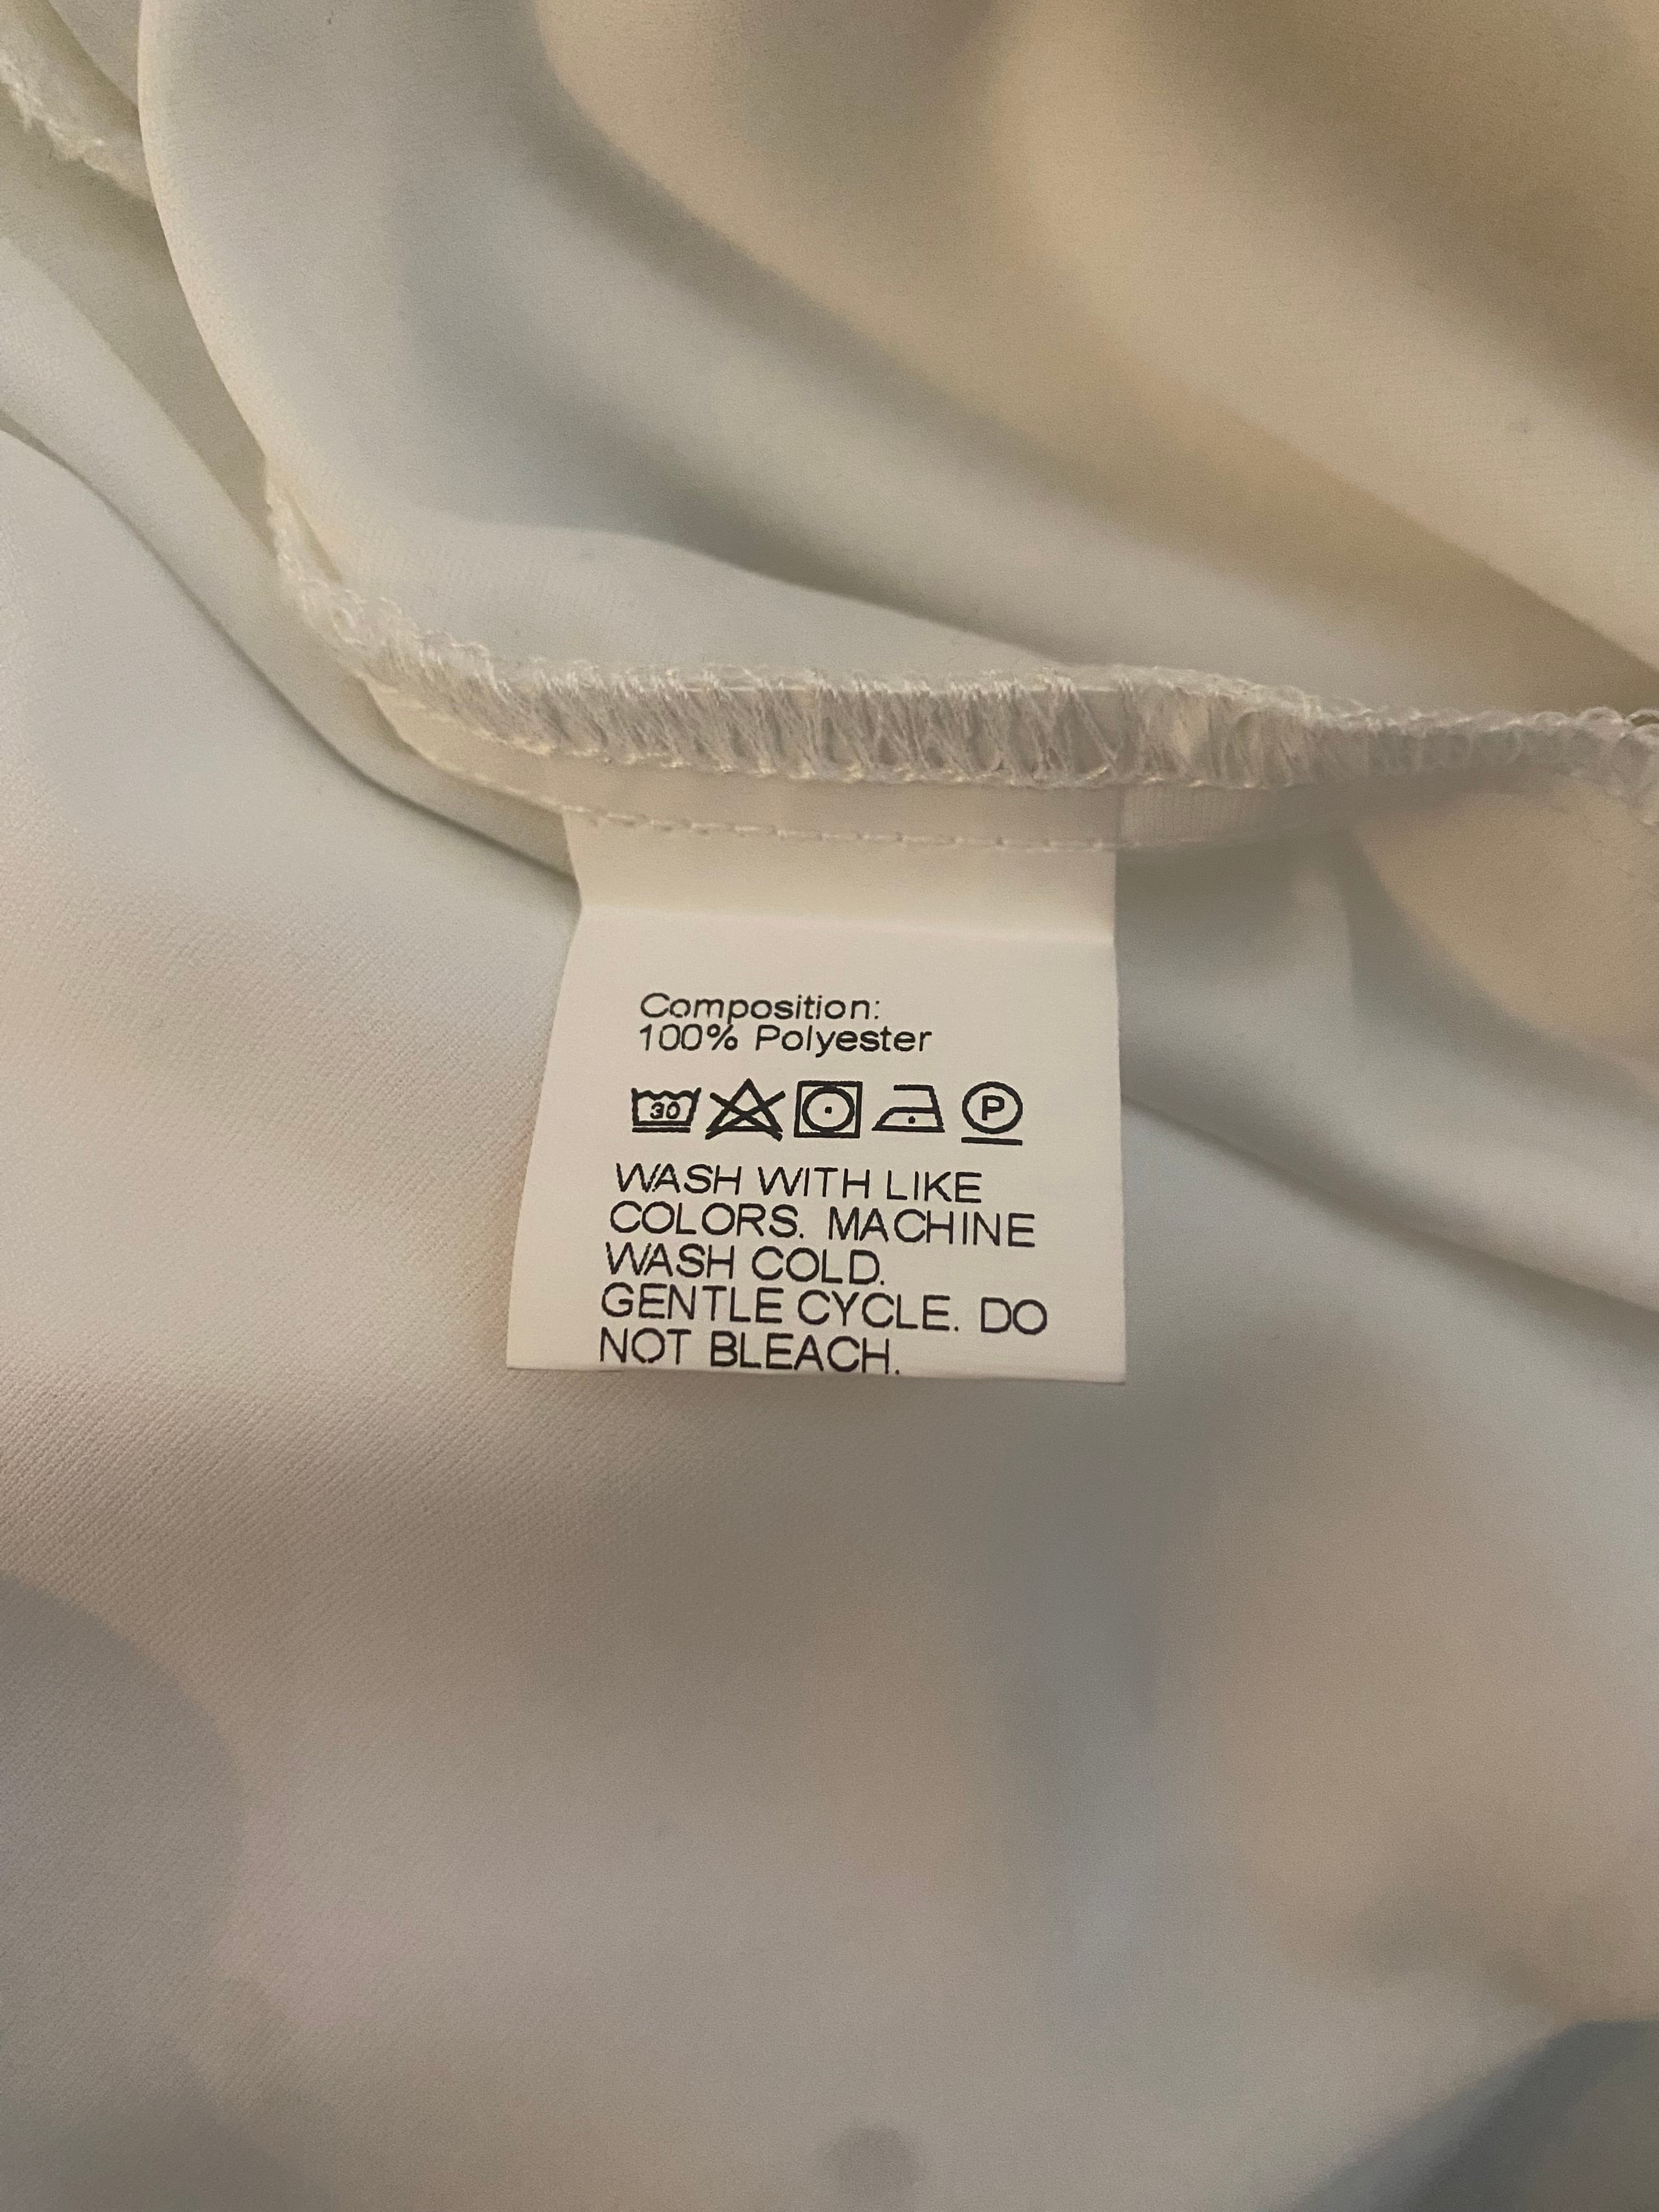 Composition:
100% Polyester
30 P
WASH WITH LIKE
COLORS. MACHINE
WASH COLD.
GENTLE CYCLE. DO
NOT BLEACH.